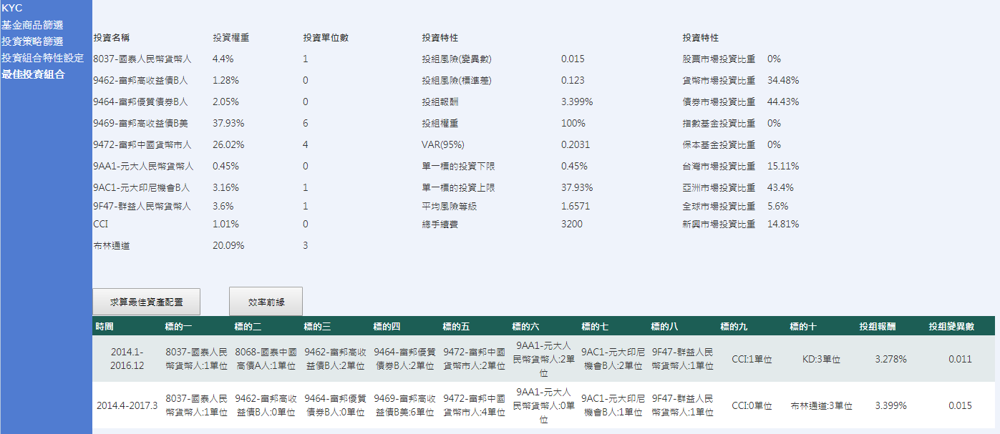 KYC
基金商品篩選
投資策略篩選
投資組合特性設定
最佳投資組合
投資名稱 投資權重 投資單位數 投資特性 投資特性
8037-國泰人民幣貨幣人 4.4% 1 投組風險(變異數) 0.015 股票市場投資比重 0%
9462-富邦高收益債B人 1.28% 0 投組風險(標準差) 0.123 貨幣市場投資比重 34.48%
9464-富邦優質債券B人 2.05% 0 投組報酬 3.399% 債券市場投資比重 44.43%
9469-富邦高收益債B美 37.93% 6 投組權重 100% 指數基金投資比重 0%
9472-富邦中國貨幣市人 26.02% 4 VAR(95%) 0.2031 保本基金投資比重 0%
9AA1-元大人民幣貨幣人 0.45% 0 單一標的投資下限 0.45% 台灣市場投資比重 15.11%
9AC1-元大印尼機會B人 3.16% 1 單一標的投資上限 37.93% 亞洲市場投資比重 43.4%
9F47-群益人民幣貨幣人 3.6% 1 平均風險等級 1.6571 全球市場投資比重 5.6%
CCI 1.01% 0 總手續費 3200 新興市場投資比重 14.81%
布林通道 20.09% 3
求算最佳資產配置 效率前緣
時間 標的一 標的二 標的三 標的四 標的五 標的六 標的七 標的八 標的九 標的十 投組報酬 投組變異數
2014.1-
2016.12
8037-國泰人民
幣貨幣人:1單位
8068-國泰中國
高債A人:1單位
9462-富邦高收
益債B人:2單位
9464-富邦優質
債券B人:2單位
9472-富邦中國
貨幣市人:2單位
9AA1-元大人
民幣貨幣人:2單
位
9AC1-元大印尼
機會B人:2單位
9F47-群益人民
幣貨幣人:1單位
CCI:1單位
KD:3單位
3.278%
0.011
2014.4-2017.3
8037-國泰人民
幣貨幣人:1單位
9462-富邦高收
益債B人:0單位
9464-富邦優質
債券B人:0單位
9469-富邦高收
益債B美:6單位
9472-富邦中國
貨幣市人:4單位
9AA1-元大人
民幣貨幣人:0單
位
9AC1-元大印尼
機會B人:1單位
9F47-群益人民
幣貨幣人:1單位
CCI:0單位
布林通道:3單位
3.399%
0.015